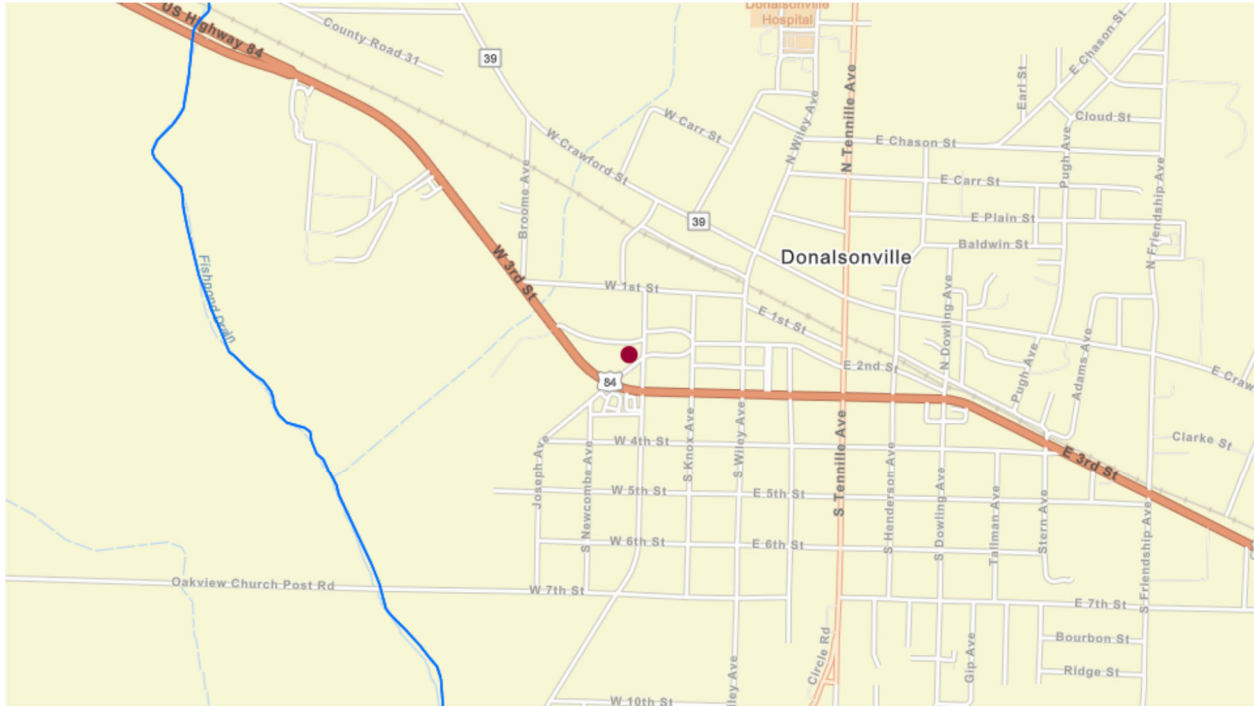 US Highway 84
County Road 31
39
Donalsonville
Hospital
E Chason St
Earl St
Cloud St
W Carr St
N Wiley Ave
N Tennille Ave
E Chason St
Pugh Ave
W Crawford St
E Carr St
Broome Ave
39
E Plain St
N Friendship Ave
Baldwin St
Donalsonville
Fishpond Drain
W 3rd St
W 1st St
E 1st St
N Dowling Ave
E 2nd St
Pugh Ave
Adams Ave
84
W 4th St
S Knox Ave
S Wiley Ave
S Tennille Ave
E 3rd St
Clarke St
Joseph Ave
S Newcombe Ave
W 5th St
E 5th St
S Henderson Ave
S Dowling Ave
Tallman Ave
Stern Ave
W 6th St
E 6th St
S Friendship Ave
Oakview Church Post Rd
W 7th St
E 7th St
Circle Rd
Gip Ave
Bourbon St
Ridge St
W 10th St